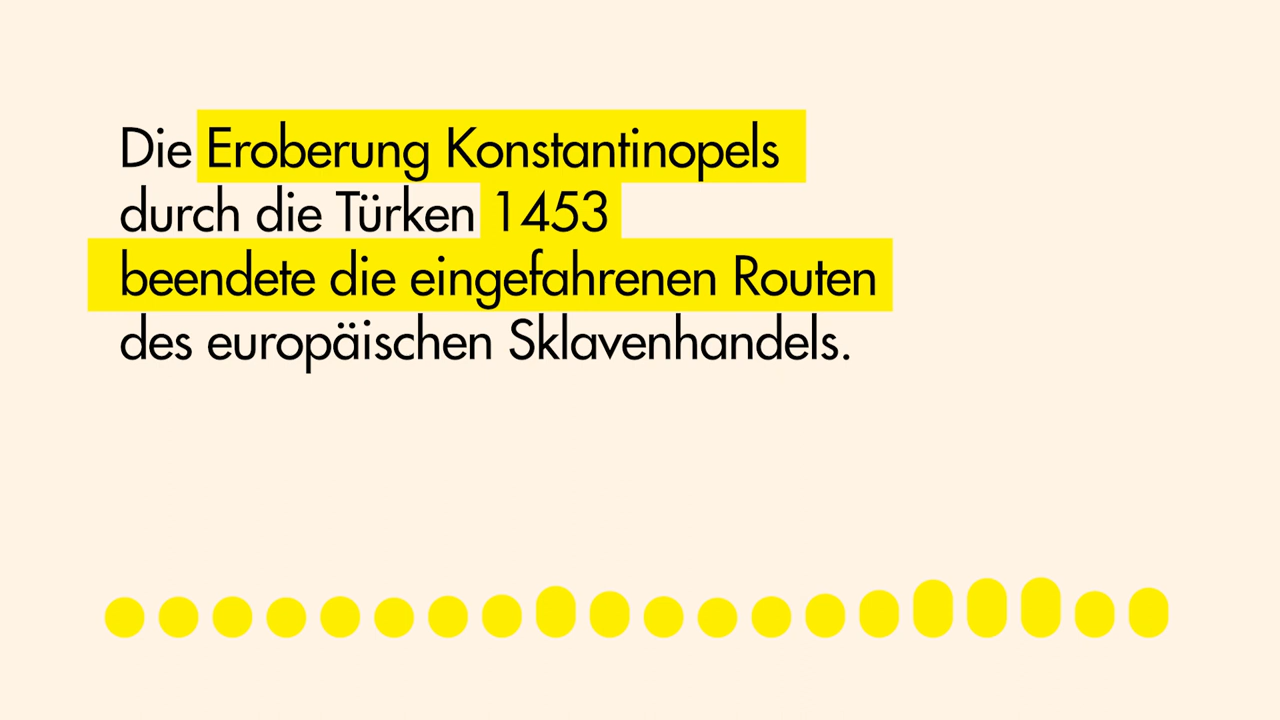 Die Eroberung Konstantinopels
durch die Türken 1453
beendete die eingefahrenen Routen
des europäischen Sklavenhandels.